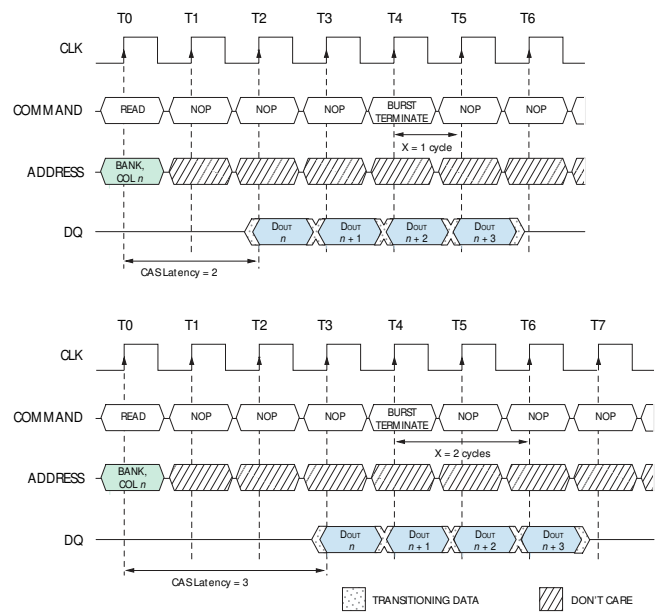 T0 T1 T2 T3 T4 T5 T6
CLK
COMMAND READ NOP NOP NOP BURST TERMINATE NOP NOP
X = 1 cycle
ADDRESS BANK, COL n
DQ DOUT n DOUT n + 1 DOUT n + 2 DOUT n + 3
CAS Latency = 2
T0 T1 T2 T3 T4 T5 T6 T7
CLK
COMMAND READ NOP NOP NOP BURST TERMINATE NOP NOP NOP
X = 2 cycles
ADDRESS BANK, COL n
DQ DOUT n DOUT n + 1 DOUT n + 2 DOUT n + 3
CAS Latency = 3
TRANSITIONING DATA DON'T CARE